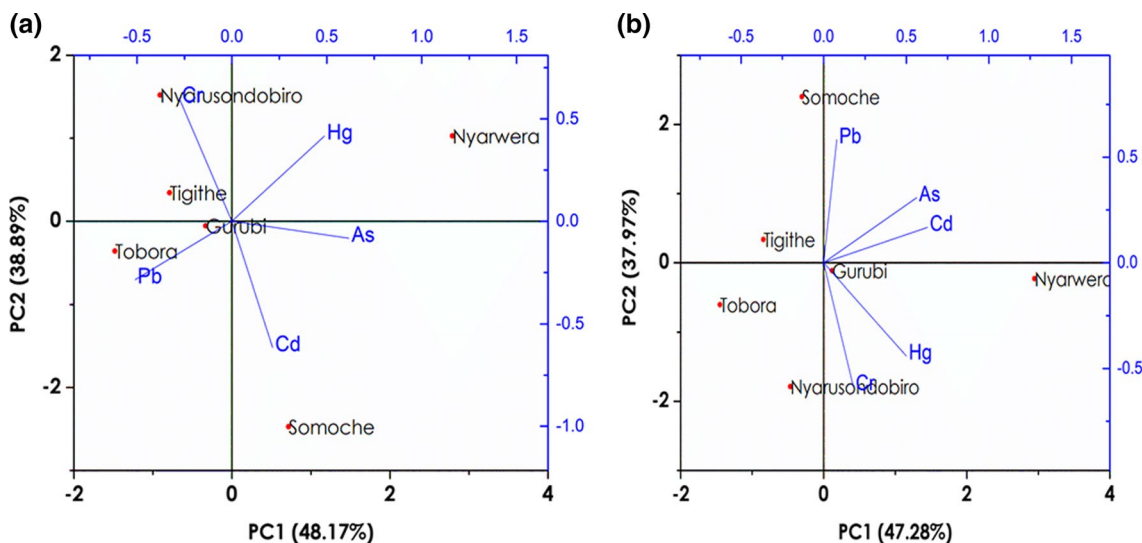 (a)
-0.5 0.0 0.5 1.0 1.5
2
0
-2
PC2 (38.89%)
Cr
Nyarusondobiro
Hg
Nyarwera
Tigithe
Gurubi
As
Tobora
Pb
Cd
Somoche
0.5
0.0
-0.5
-1.0
-2 0 2 4
PC1 (48.17%)
(b)
-0.5 0.0 0.5 1.0 1.5
2
0
-2
PC2 (37.97%)
Somoche
Pb
As
Cd
Tigithe
Gurubi
Nyarwera
Tobora
Hg
Cr
Nyarusondobiro
0.5
0.0
-0.5
-2 0 2 4
PC1 (47.28%)